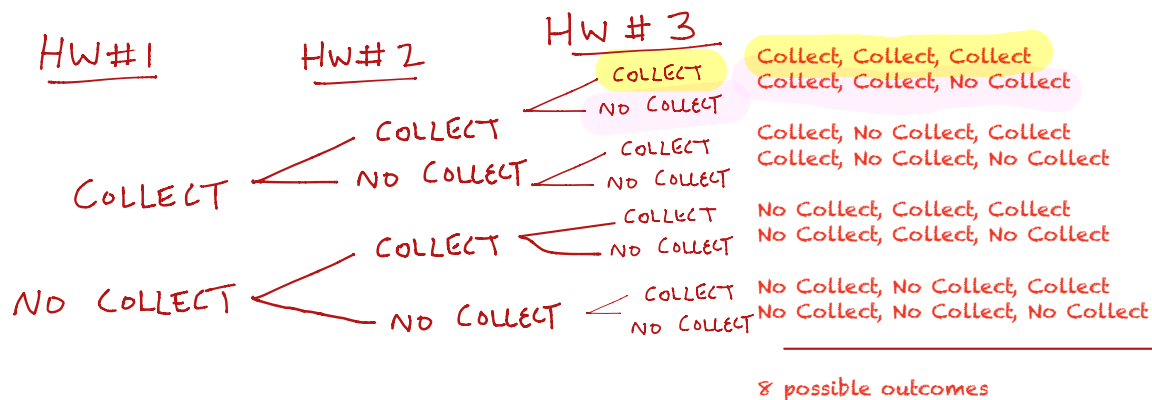 HW#1
HW# 2
HW # 3
COLLECT
NO COLLECT
COLLECT
NO COLLECT
COLLECT
NO COLLECT
COLLECT
NO COLLECT
COLLECT
NO COLLECT
COLLECT
NO COLLECT
COLLECT
NO COLLECT
Collect, Collect, Collect
Collect, Collect, No Collect
Collect, No Collect, Collect
Collect, No Collect, No Collect
No Collect, Collect, Collect
No Collect, Collect, No Collect
No Collect, No Collect, Collect
No Collect, No Collect, No Collect
8 possible outcomes